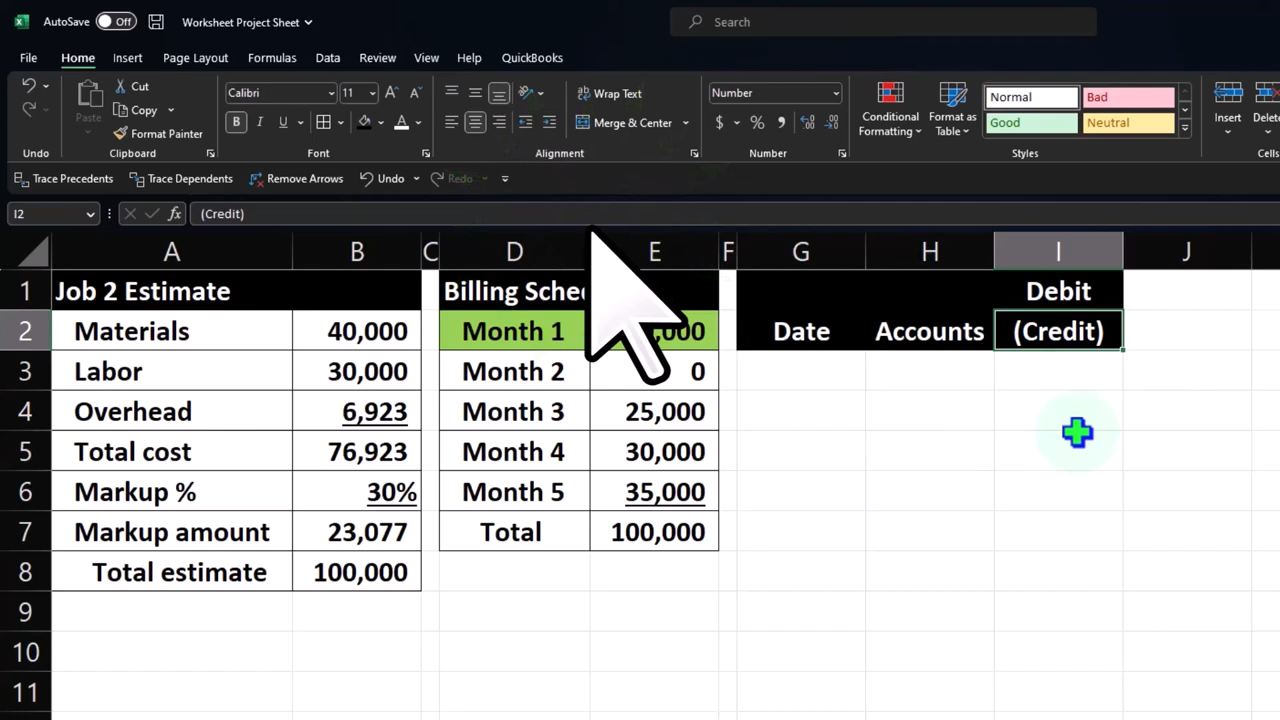 AutoSave Off Worksheet Project Sheet Search
File Home Insert Page Layout Formulas Data Review View Help QuickBooks
Paste Cut Copy Format Painter
Calibri 11 A A
B I U A
Wrap Text
Merge & Center
Number
$ %
Conditional Formatting Format as Table
Normal Bad
Good Neutral
Insert
Undo Clipboard Font Alignment Number Styles
Trace Precedents Trace Dependents Remove Arrows Undo Redo
I2 fx (Credit)
A B C D E F G H I J
1 Job 2 Estimate Billing Debit
2 Materials 40,000 Month 1 Date Accounts (Credit)
3 Labor 30,000 Month 2 0
4 Overhead 6,923 Month 3 25,000
5 Total cost 76,923 Month 4 30,000
6 Markup % 30% Month 5 35,000
7 Markup amount 23,077 Total 100,000
8 Total estimate 100,000
9
10
11